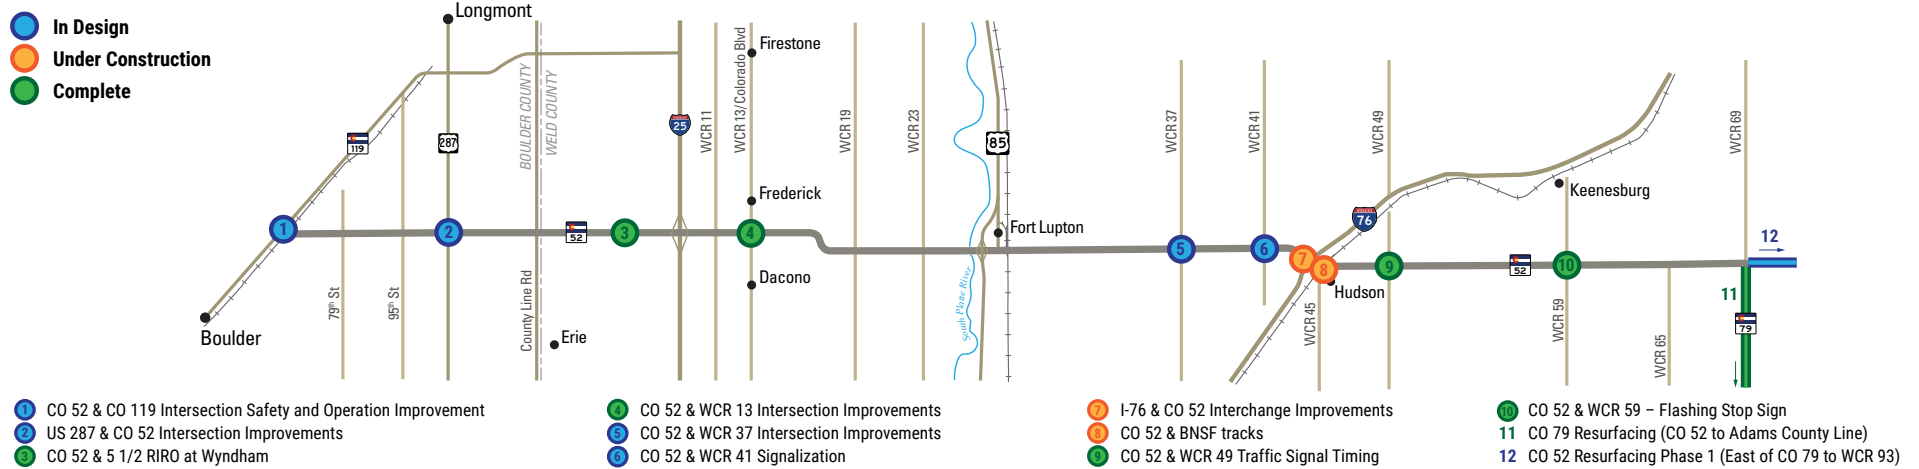 In Design
Under Construction
Complete
Longmont
Firestone
BOULDER COUNTY
WELD COUNTY
119
287
25
WCR 11
WCR 13/Colorado Blvd
WCR 19
WCR 23
85
WCR 37
WCR 41
WCR 49
WCR 69
76
Keenesburg
Frederick
Fort Lupton
1
2
52
3
4
5
6
7
8
9
52
10
12
11
79
Hudson
Dacono
79th St
95th St
County Line Rd
Erie
South Platte River
WCR 45
WCR 59
WCR 65
Boulder
1 CO 52 & CO 119 Intersection Safety and Operation Improvement
2 US 287 & CO 52 Intersection Improvements
3 CO 52 & 5 1/2 RIRO at Wyndham
4 CO 52 & WCR 13 Intersection Improvements
5 CO 52 & WCR 37 Intersection Improvements
6 CO 52 & WCR 41 Signalization
7 I-76 & CO 52 Interchange Improvements
8 CO 52 & BNSF tracks
9 CO 52 & WCR 49 Traffic Signal Timing
10 CO 52 & WCR 59 – Flashing Stop Sign
11 CO 79 Resurfacing (CO 52 to Adams County Line)
12 CO 52 Resurfacing Phase 1 (East of CO 79 to WCR 93)